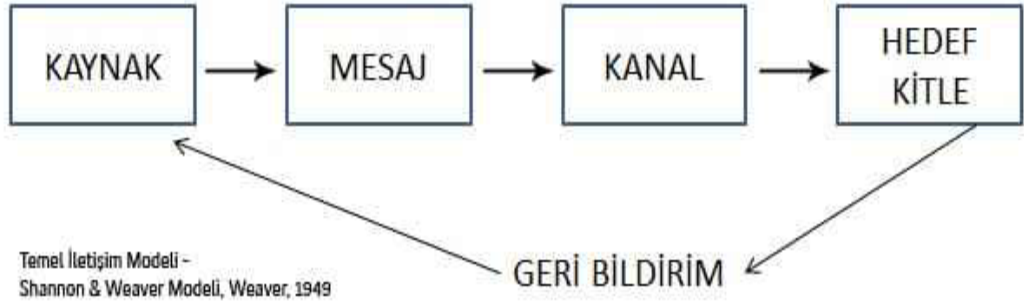 KAYNAK
MESAJ
KANAL
HEDEF
KİTLE
GERİ BİLDİRİM
Temel İletişim Modeli -
Shannon & Weaver Modeli, Weaver, 1949